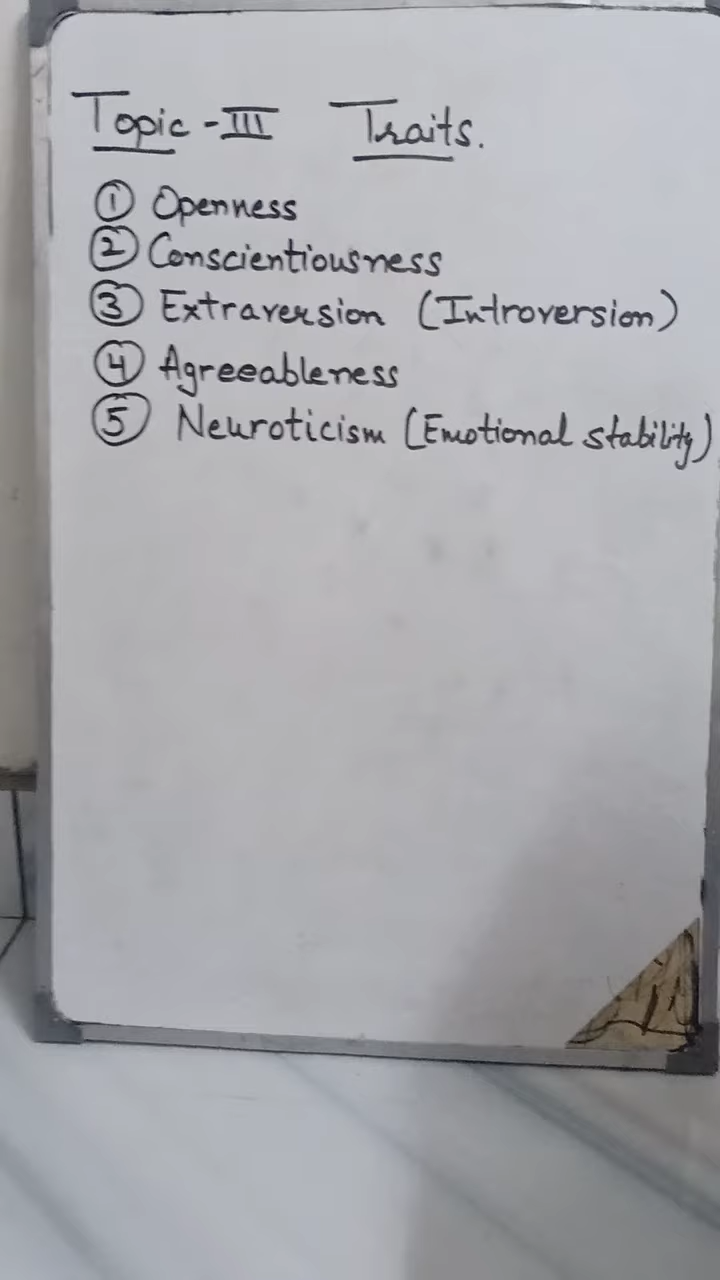 Topic - III Traits.
① Openness
② Conscientiousness
③ Extraversion (Introversion)
④ Agreeableness
⑤ Neuroticism (Emotional stability)